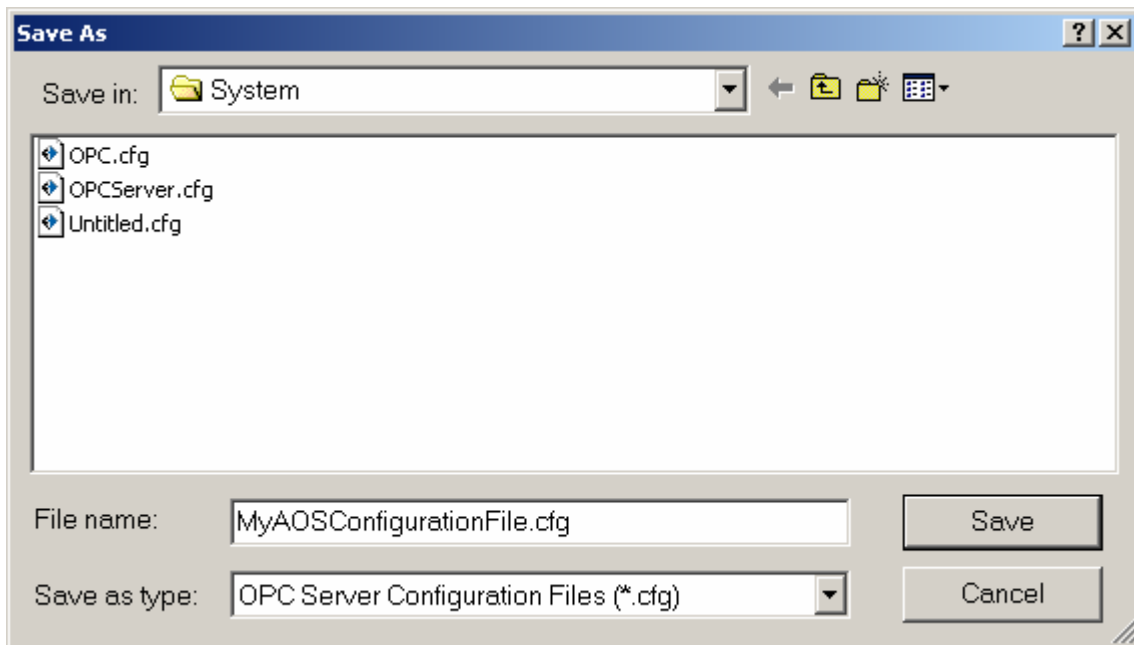 Save As
Save in: System
OPC.cfg
OPCServer.cfg
Untitled.cfg
File name: MyAOSConfigurationFile.cfg Save
Save as type: OPC Server Configuration Files (*.cfg) Cancel